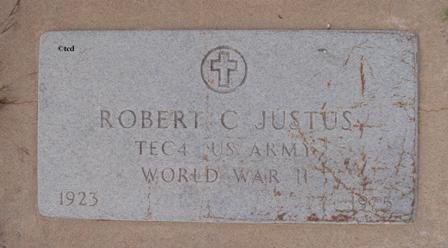 ©tcd
ROBERT C JUSTUS
TEC4 US ARMY
WORLD WAR II
1923